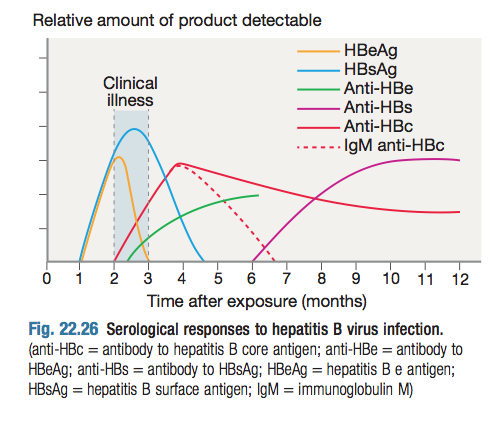 Relative amount of product detectable
HBeAg
HBsAg
Anti-HBe
Anti-HBs
Anti-HBc
IgM anti-HBc
Clinical
illness
0 1 2 3 4 5 6 7 8 9 10 11 12
Time after exposure (months)
Fig. 22.26 Serological responses to hepatitis B virus infection.
(anti-HBc = antibody to hepatitis B core antigen; anti-HBe = antibody to
HBeAg; anti-HBs = antibody to HBsAg; HBeAg = hepatitis B e antigen;
HBsAg = hepatitis B surface antigen; IgM = immunoglobulin M)